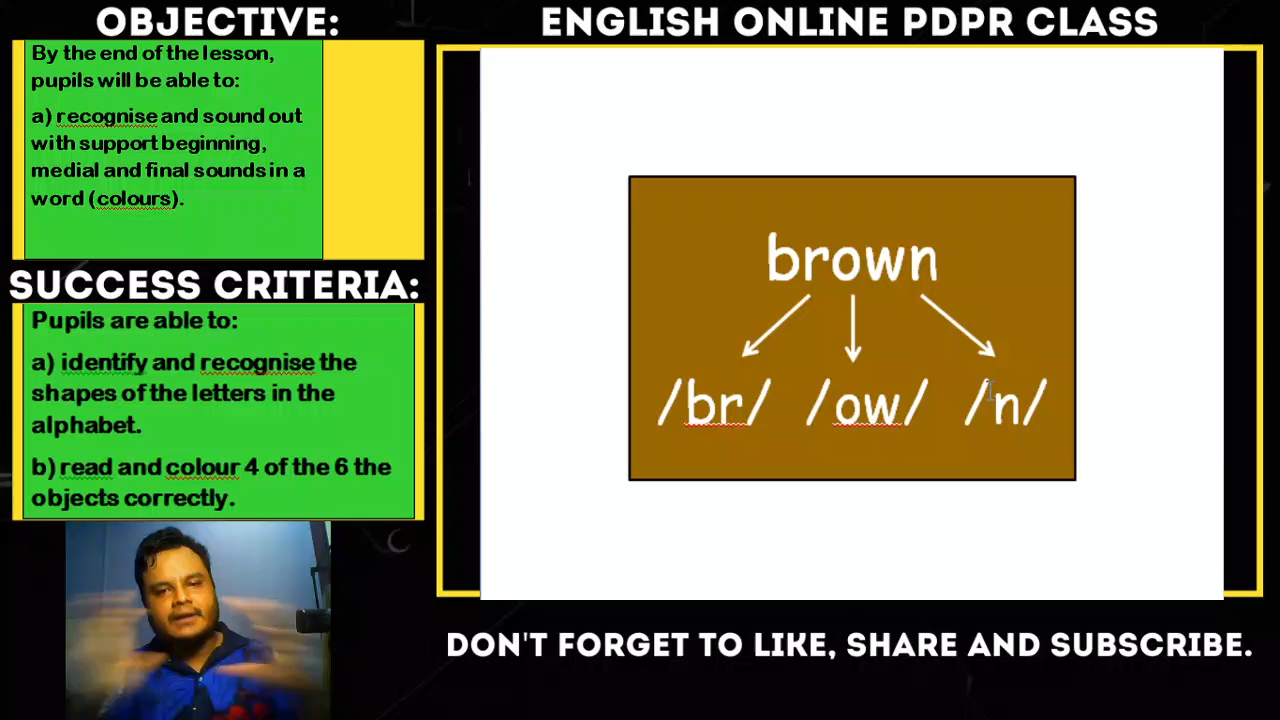 OBJECTIVE:
By the end of the lesson,
pupils will be able to:
a) recognise and sound out
with support beginning,
medial and final sounds in a
word (colours).
SUCCESS CRITERIA:
Pupils are able to:
a) identify and recognise the
shapes of the letters in the
alphabet.
b) read and colour 4 of the 6 the
objects correctly.
ENGLISH ONLINE PDPR CLASS
brown
/br/ /ow/ /n/
DON'T FORGET TO LIKE, SHARE AND SUBSCRIBE.